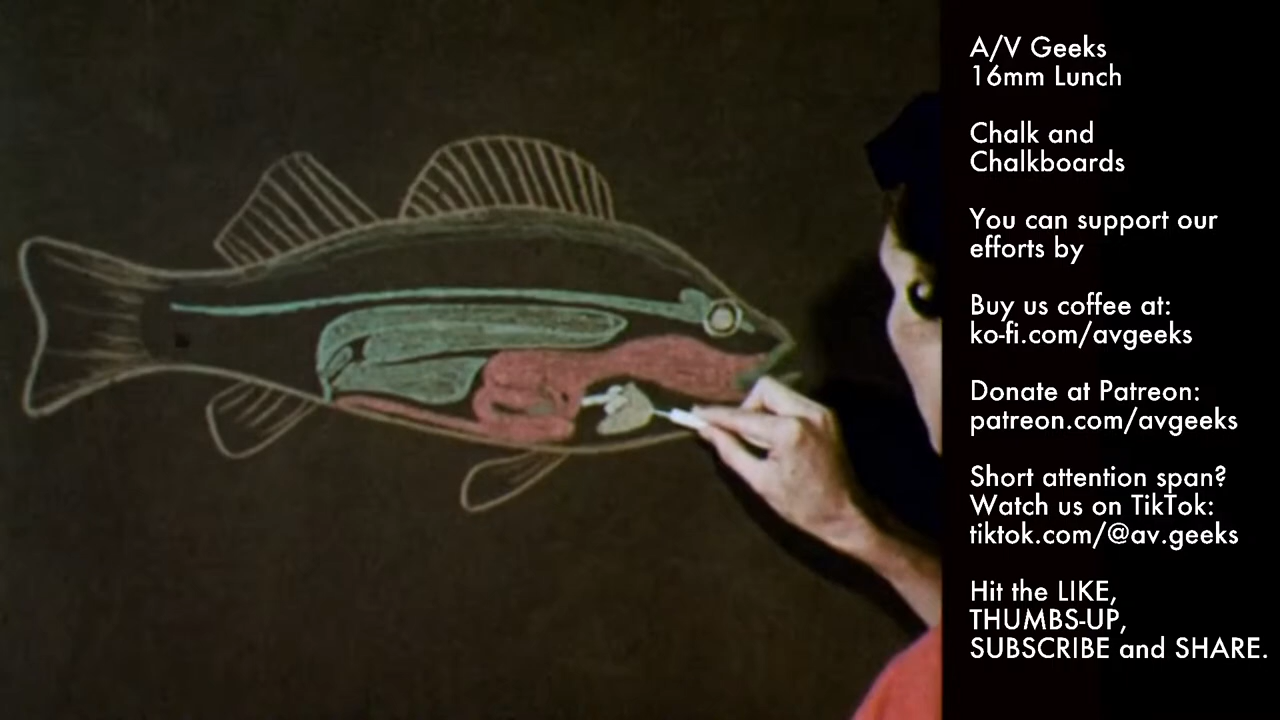 A/V Geeks
16mm Lunch
Chalk and
Chalkboards
You can support our
efforts by
Buy us coffee at:
ko-fi.com/avgeeks
Donate at Patreon:
patreon.com/avgeeks
Short attention span?
Watch us on TikTok:
tiktok.com/@av.geeks
Hit the LIKE,
THUMBS-UP,
SUBSCRIBE and SHARE.